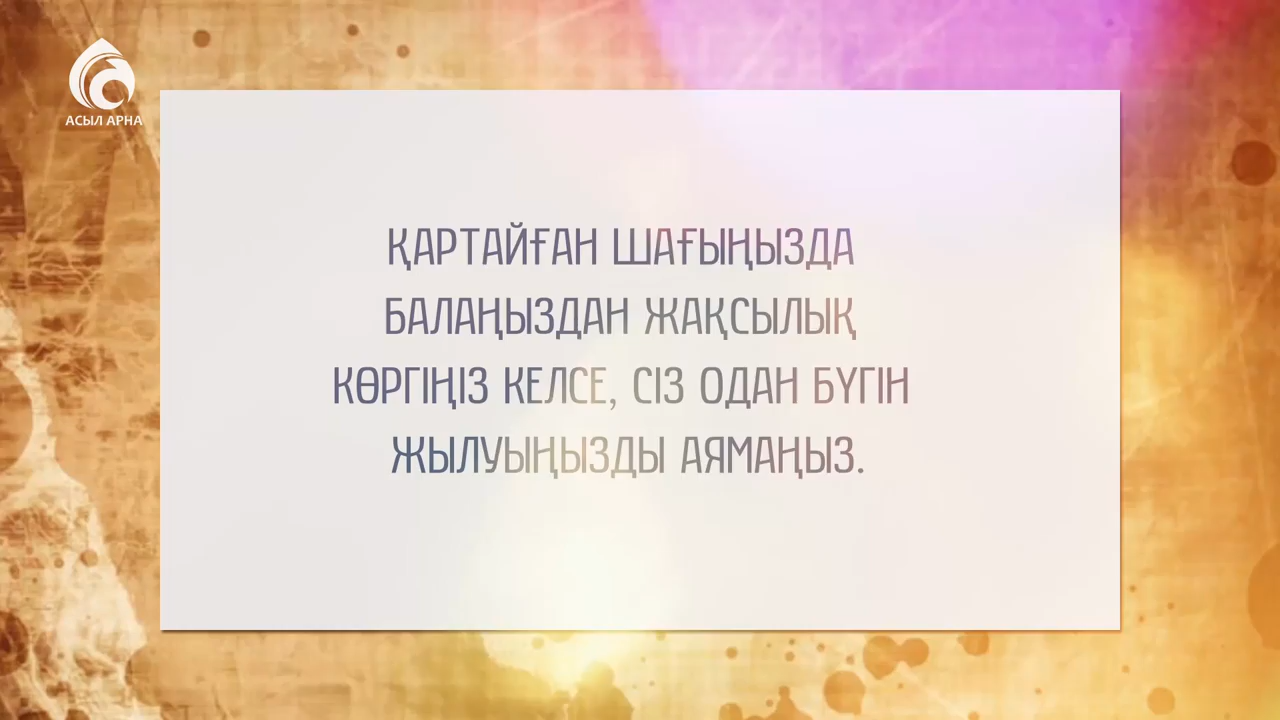 АСЫЛ АРНА
ҚАРТАЙҒАН ШАҒЫҢЫЗДА
БАЛАҢЫЗДАН ЖАҚСЫЛЫҚ
КӨРГІҢІЗ КЕЛСЕ, СІЗ ОДАН БҮГІН
ЖЫЛУЫҢЫЗДЫ АЯМАҢЫЗ.